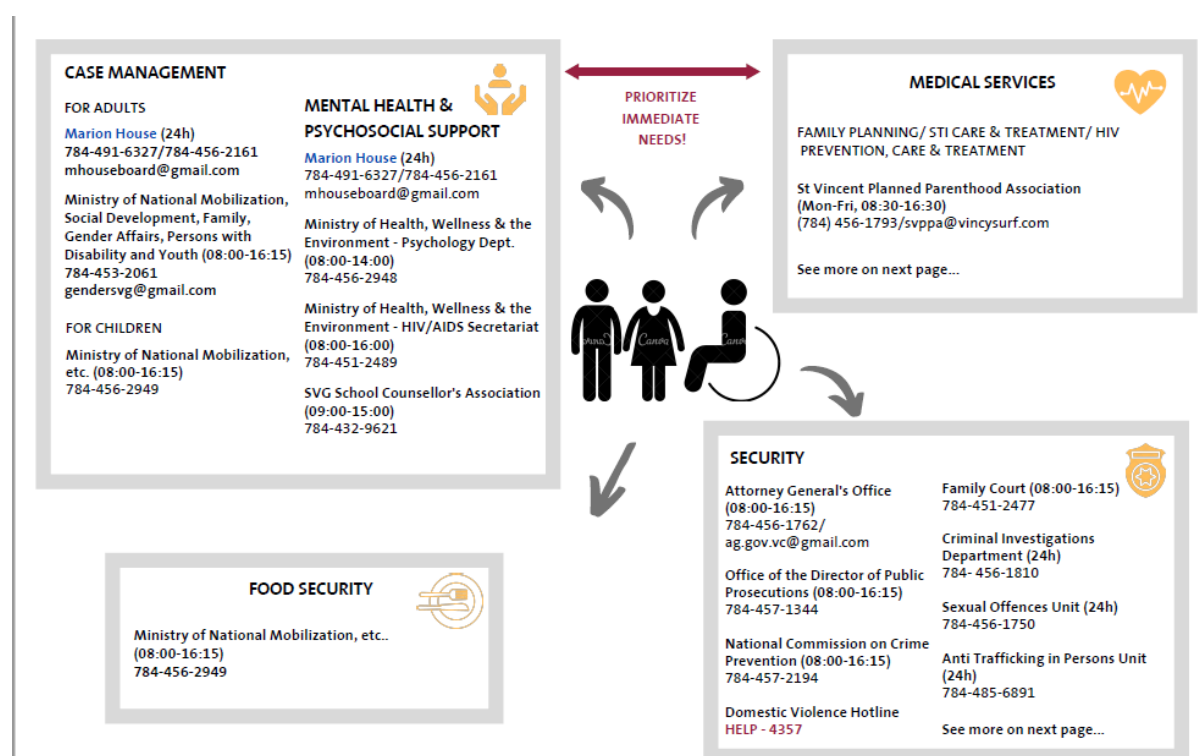 CASE MANAGEMENT
FOR ADULTS
Marion House (24h)
784-491-6327/784-456-2161
mhouseboard@gmail.com
Ministry of National Mobilization,
Social Development, Family,
Gender Affairs, Persons with
Disability and Youth (08:00-16:15)
784-453-2061
gendersvg@gmail.com
FOR CHILDREN
Ministry of National Mobilization,
etc. (08:00-16:15)
784-456-2949
MENTAL HEALTH &
PSYCHOSOCIAL SUPPORT
Marion House (24h)
784-491-6327/784-456-2161
mhouseboard@gmail.com
Ministry of Health, Wellness & the
Environment - Psychology Dept.
(08:00-14:00)
784-456-2948
Ministry of Health, Wellness & the
Environment - HIV/AIDS Secretariat
(08:00-16:00)
784-451-2489
SVG School Counsellor's Association
(09:00-15:00)
784-432-9621
PRIORITIZE
IMMEDIATE
NEEDS!
MEDICAL SERVICES
FAMILY PLANNING/ STI CARE & TREATMENT/ HIV
PREVENTION, CARE & TREATMENT
St Vincent Planned Parenthood Association
(Mon-Fri, 08:30-16:30)
(784) 456-1793/svppa@vincysurf.com
See more on next page...
Canva
FOOD SECURITY
Ministry of National Mobilization, etc..
(08:00-16:15)
784-456-2949
SECURITY
Attorney General's Office
(08:00-16:15)
784-456-1762/
ag.gov.vc@gmail.com
Office of the Director of Public
Prosecutions (08:00-16:15)
784-457-1344
National Commission on Crime
Prevention (08:00-16:15)
784-457-2194
Domestic Violence Hotline
HELP - 4357
Family Court (08:00-16:15)
784-451-2477
Criminal Investigations
Department (24h)
784- 456-1810
Sexual Offences Unit (24h)
784-456-1750
Anti Trafficking in Persons Unit
(24h)
784-485-6891
See more on next page...